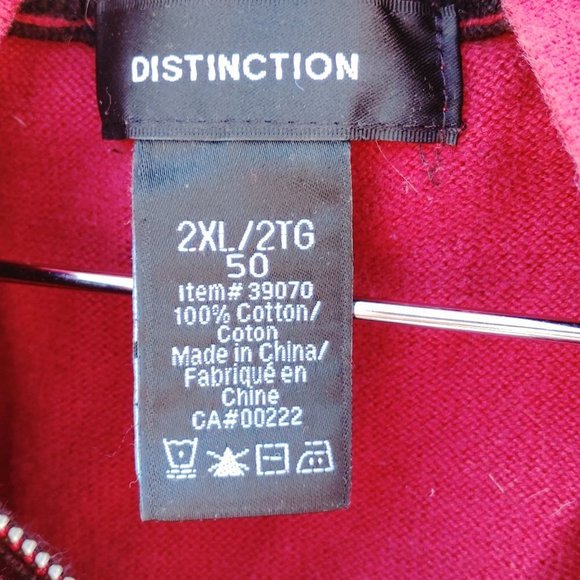 DISTINCTION
2XL/2TG
50
Item# 39070
100% Cotton/
Coton
Made in China/
Fabriqué en
Chine
CA#00222